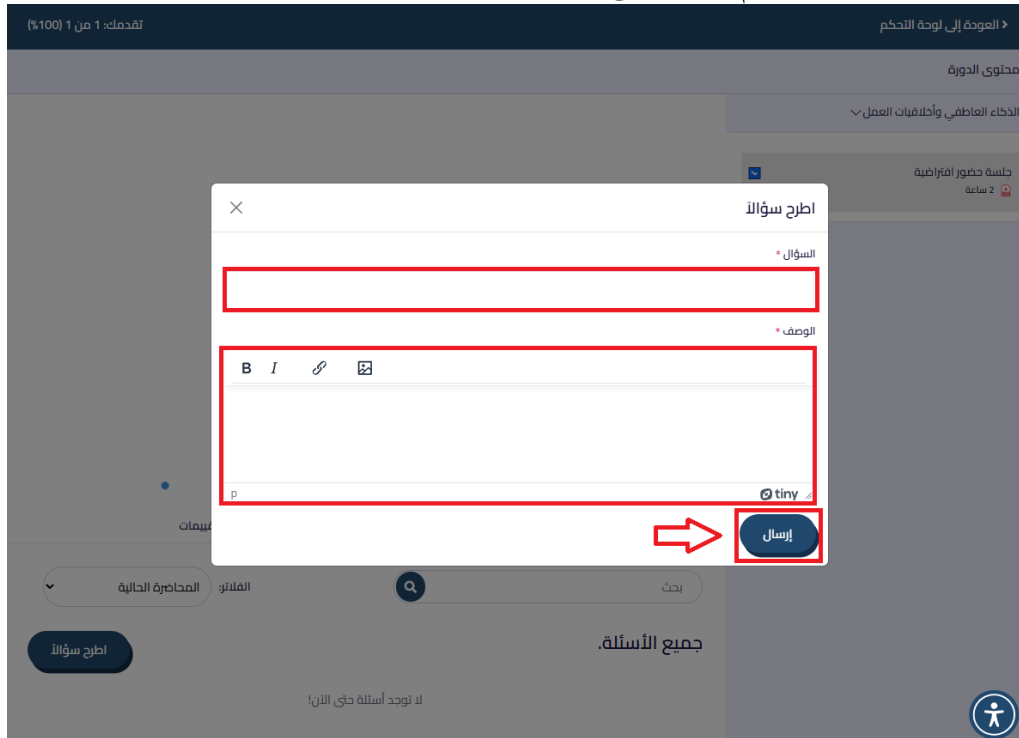 العودة إلى لوحة التحكم
تقدمك: 1 من 1 (100%)
محتوى الدورة
الذكاء العاطفي وأخلاقيات العمل
جلسة حضور افتراضية
2 ساعة
اطرح سؤالاً
السؤال *
الوصف *
B I
p
tiny
إرسال
بحث
الفلاتر:
المحاضرة الحالية
جميع الأسئلة.
اطرح سؤالاً
لا توجد أسئلة حتى الآن!